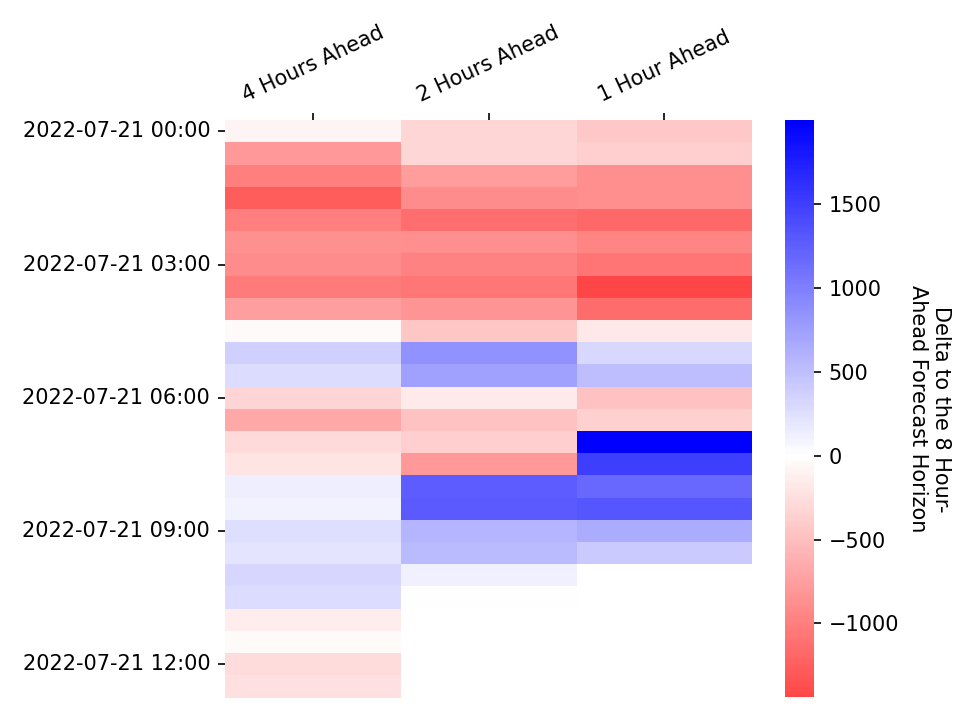 4 Hours Ahead
2 Hours Ahead
1 Hour Ahead
2022-07-21 00:00
2022-07-21 03:00
2022-07-21 06:00
2022-07-21 09:00
2022-07-21 12:00
1500
1000
500
0
−500
−1000
Delta to the 8 Hour-
Ahead Forecast Horizon